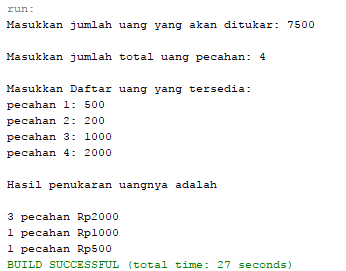 run:
Masukkan jumlah uang yang akan ditukar: 7500
Masukkan jumlah total uang pecahan: 4
Masukkan Daftar uang yang tersedia:
pecahan 1: 500
pecahan 2: 200
pecahan 3: 1000
pecahan 4: 2000
Hasil penukaran uangnya adalah
3 pecahan Rp2000
1 pecahan Rp1000
1 pecahan Rp500
BUILD SUCCESSFUL (total time: 27 seconds)